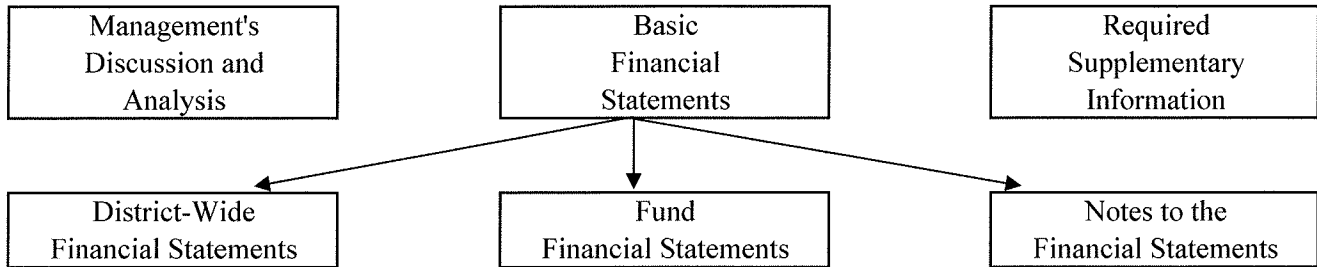 Management's
Discussion and
Analysis
Basic
Financial
Statements
Required
Supplementary
Information
District-Wide
Financial Statements
Fund
Financial Statements
Notes to the
Financial Statements